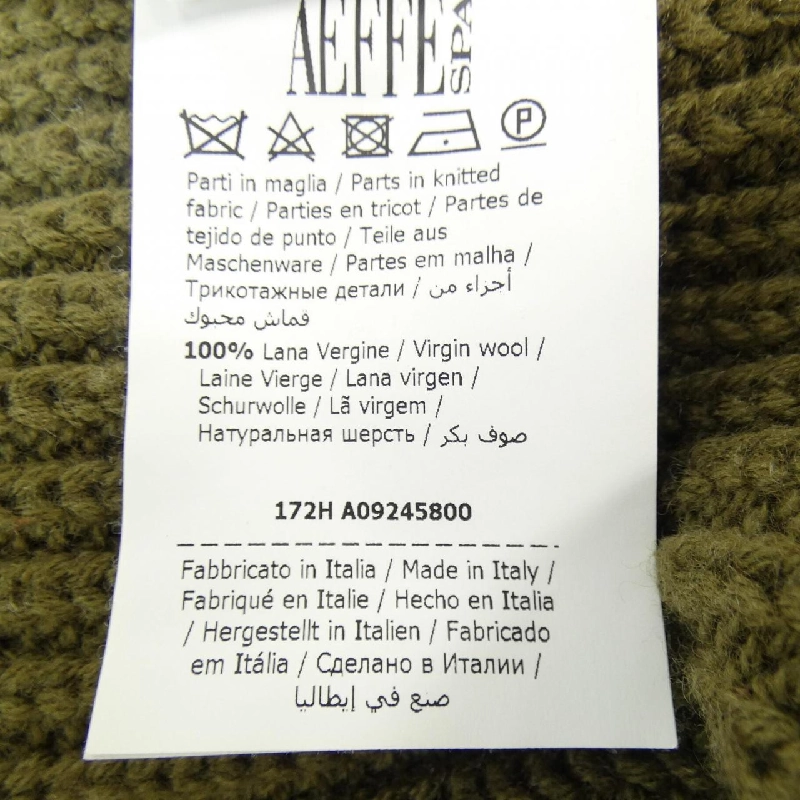 AEFFE SPA
P
Parti in maglia / Parts in knitted
fabric / Parties en tricot / Partes de
tejido de punto / Teile aus
Maschenware / Partes em malha /
Трикотажные детали / أجزاء من
قماش محبوك
100% Lana Vergine / Virgin wool /
Laine Vierge / Lana virgen /
Schurwolle / Lã virgem /
Натуральная шерсть / صوف بكر
172H A09245800
Fabbricato in Italia / Made in Italy /
Fabriqué en Italie / Hecho en Italia
/ Hergestellt in Italien / Fabricado
em Itália / Сделано в Италии /
صنع في إيطاليا